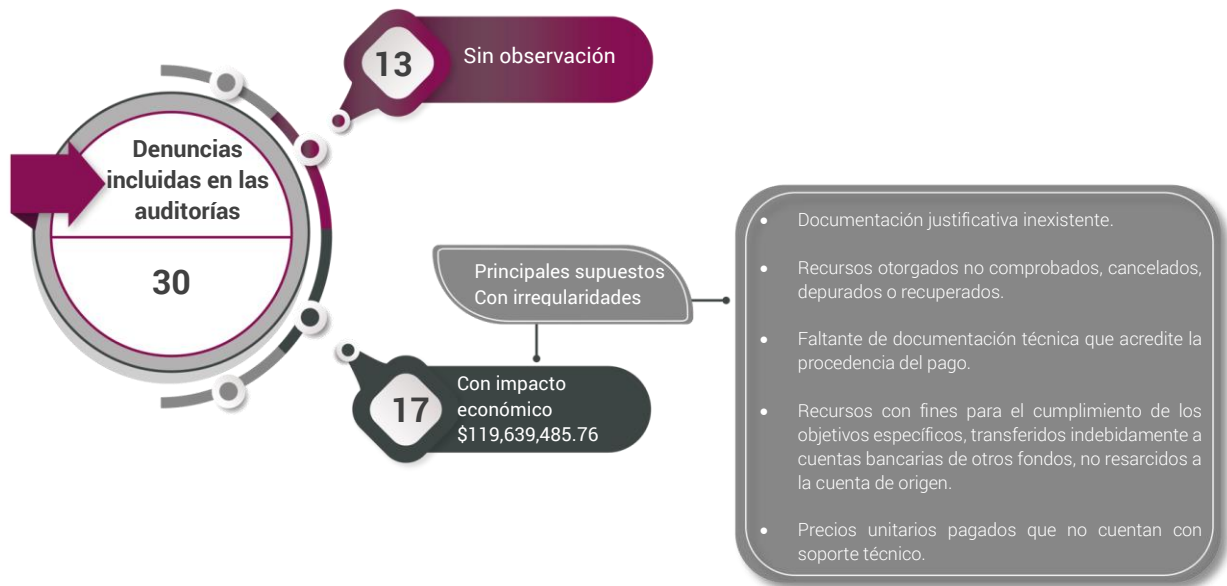 Denuncias
incluidas en las
auditorías
30
13
Sin observación
Principales supuestos
Con irregularidades
17
Con impacto
económico
$119,639,485.76
• Documentación justificativa inexistente.
• Recursos otorgados no comprobados, cancelados,
depurados o recuperados.
• Faltante de documentación técnica que acredite la
procedencia del pago.
• Recursos con fines para el cumplimiento de los
objetivos específicos, transferidos indebidamente a
cuentas bancarias de otros fondos, no resarcidos a
la cuenta de origen.
• Precios unitarios pagados que no cuentan con
soporte técnico.